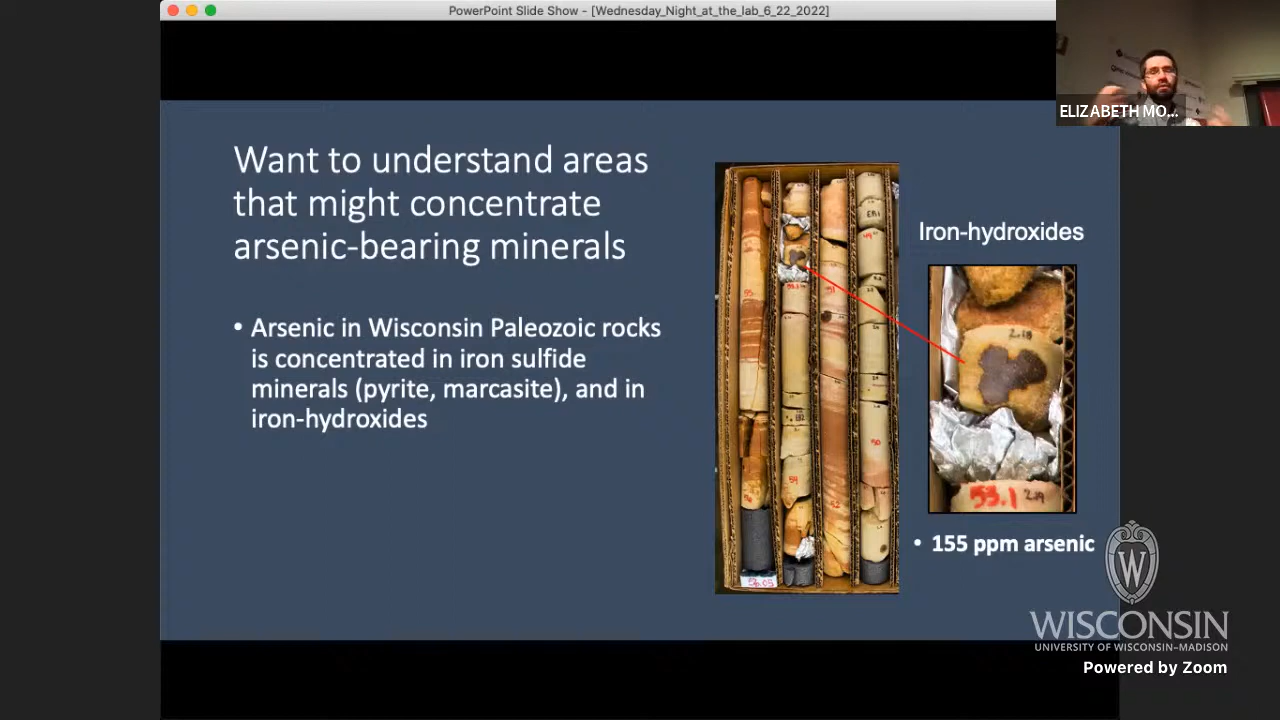 PowerPoint Slide Show - [Wednesday_Night_at_the_lab_6_22_2022]
ELIZABETH MO...
Want to understand areas
that might concentrate
arsenic-bearing minerals
• Arsenic in Wisconsin Paleozoic rocks
is concentrated in iron sulfide
minerals (pyrite, marcasite), and in
iron-hydroxides
Iron-hydroxides
53.1
• 155 ppm arsenic
W
WISCONSIN
UNIVERSITY OF WISCONSIN–MADISON
Powered by Zoom